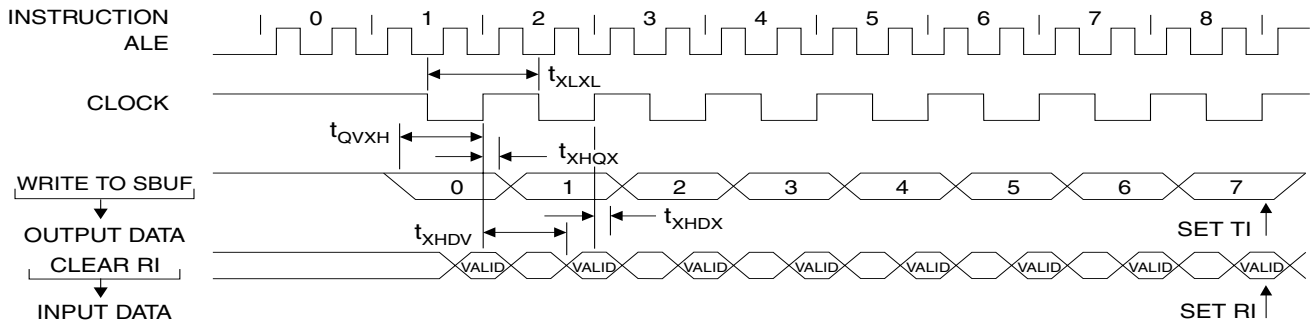 INSTRUCTION 0 1 2 3 4 5 6 7 8
ALE
tXLXL
CLOCK
tQVXH
tXHQX
WRITE TO SBUF 0 1 2 3 4 5 6 7
tXHDX
SET TI
OUTPUT DATA
tXHDV
CLEAR RI VALID VALID VALID VALID VALID VALID VALID VALID
INPUT DATA SET RI